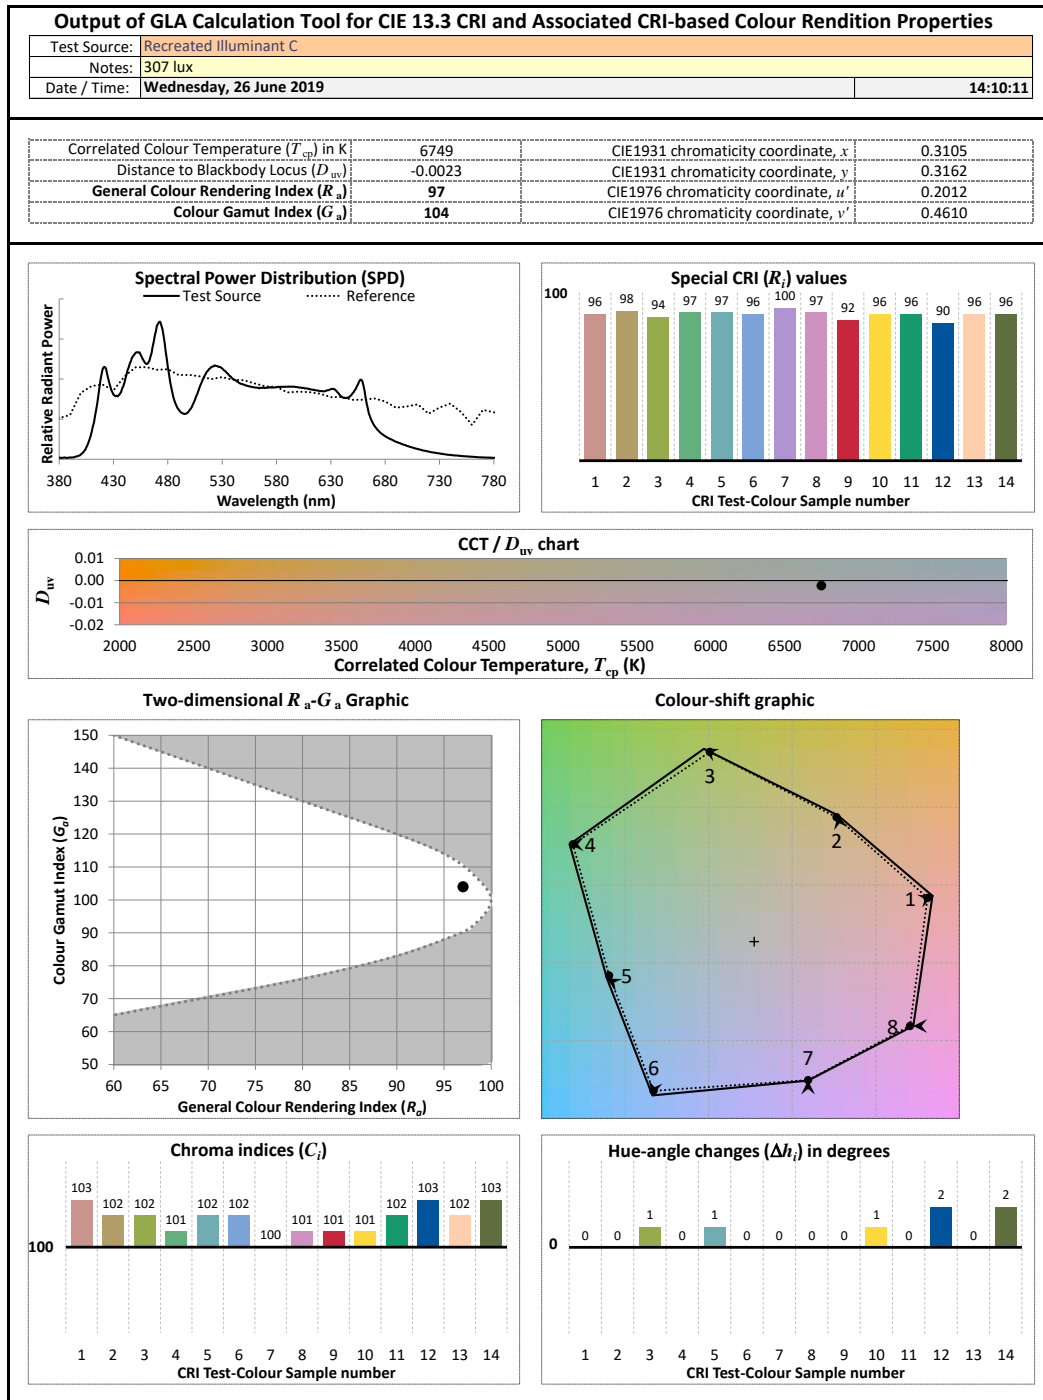 Output of GLA Calculation Tool for CIE 13.3 CRI and Associated CRI-based Colour Rendition Properties
Test Source: Recreated Illuminant C
Notes: 307 lux
Date / Time: Wednesday, 26 June 2019 14:10:11
Correlated Colour Temperature (Tcp) in K 6749 CIE1931 chromaticity coordinate, x 0.3105
Distance to Blackbody Locus (Duv) -0.0023 CIE1931 chromaticity coordinate, y 0.3162
General Colour Rendering Index (Ra) 97 CIE1976 chromaticity coordinate, u' 0.2012
Colour Gamut Index (Ga) 104 CIE1976 chromaticity coordinate, v' 0.4610
Spectral Power Distribution (SPD)
Test Source Reference
Relative Radiant Power
380 430 480 530 580 630 680 730 780
Wavelength (nm)
Special CRI (Ri) values
100
96 98 94 97 97 96 100 97 92 96 96 90 96 96
1 2 3 4 5 6 7 8 9 10 11 12 13 14
CRI Test-Colour Sample number
CCT / Duv chart
Duv
0.01
0.00
-0.01
-0.02
2000 2500 3000 3500 4000 4500 5000 5500 6000 6500 7000 7500 8000
Correlated Colour Temperature, Tcp (K)
Two-dimensional Ra-Ga Graphic
Colour Gamut Index (Ga)
150
140
130
120
110
100
90
80
70
60
50
60 65 70 75 80 85 90 95 100
General Colour Rendering Index (Ra)
Colour-shift graphic
3
2
4
1
+
5
8
7
6
Chroma indices (Ci)
103 102 102 101 102 102 100 101 101 101 102 103 102 103
100
1 2 3 4 5 6 7 8 9 10 11 12 13 14
CRI Test-Colour Sample number
Hue-angle changes (Δhi) in degrees
0 0 1 0 1 0 0 0 0 1 0 2 0 2
0
1 2 3 4 5 6 7 8 9 10 11 12 13 14
CRI Test-Colour Sample number